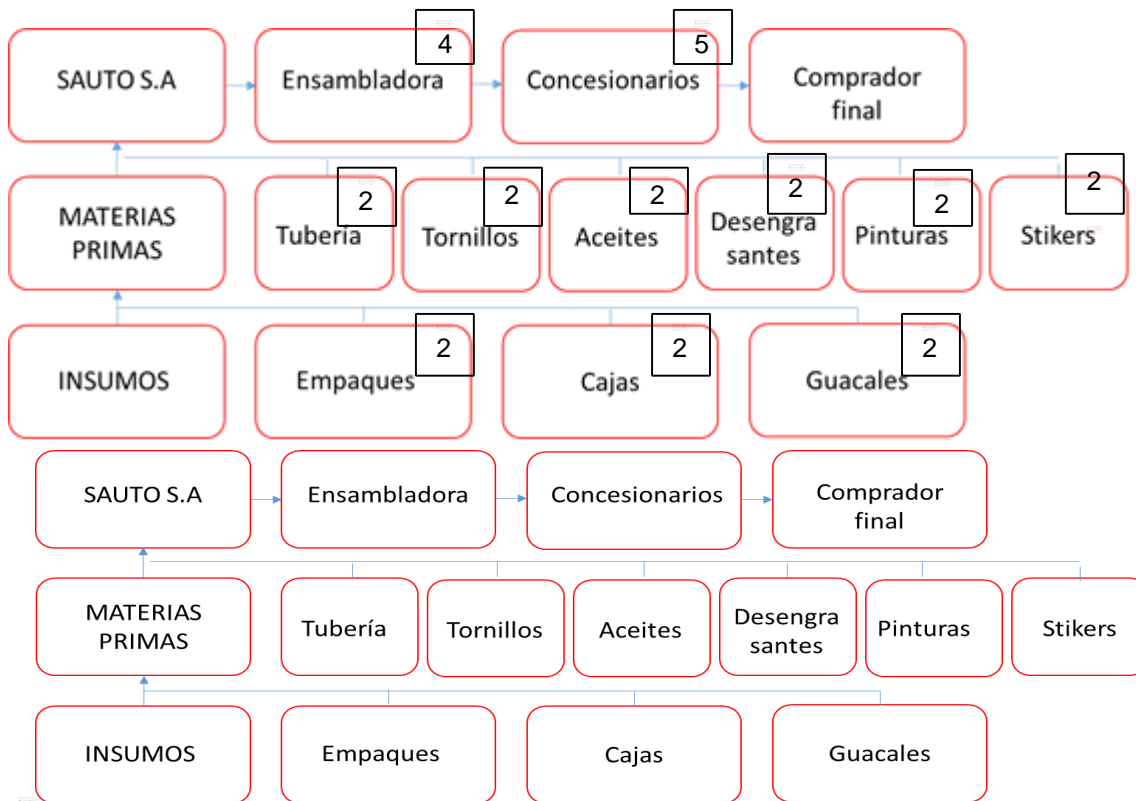 4
5
SAUTO S.A
Ensambladora
Concesionarios
Comprador
final
2
2
2
2
2
2
MATERIAS
PRIMAS
Tubería
Tornillos
Aceites
Desengra
santes
Pinturas
Stikers
2
2
2
INSUMOS
Empaques
Cajas
Guacales
SAUTO S.A
Ensambladora
Concesionarios
Comprador
final
MATERIAS
PRIMAS
Tubería
Tornillos
Aceites
Desengra
santes
Pinturas
Stikers
INSUMOS
Empaques
Cajas
Guacales